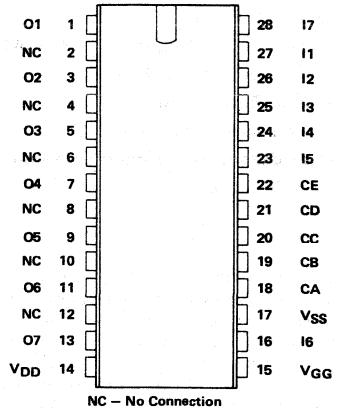 O1 1 28 I7
NC 2 27 I1
O2 3 26 I2
NC 4 25 I3
O3 5 24 I4
NC 6 23 I5
O4 7 22 CE
NC 8 21 CD
O5 9 20 CC
NC 10 19 CB
O6 11 18 CA
NC 12 17 VSS
O7 13 16 I6
VDD 14 15 VGG
NC – No Connection